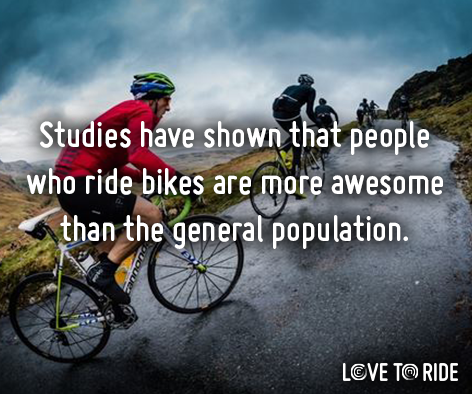 Studies have shown that people
who ride bikes are more awesome
than the general population.
LOVE TO RIDE